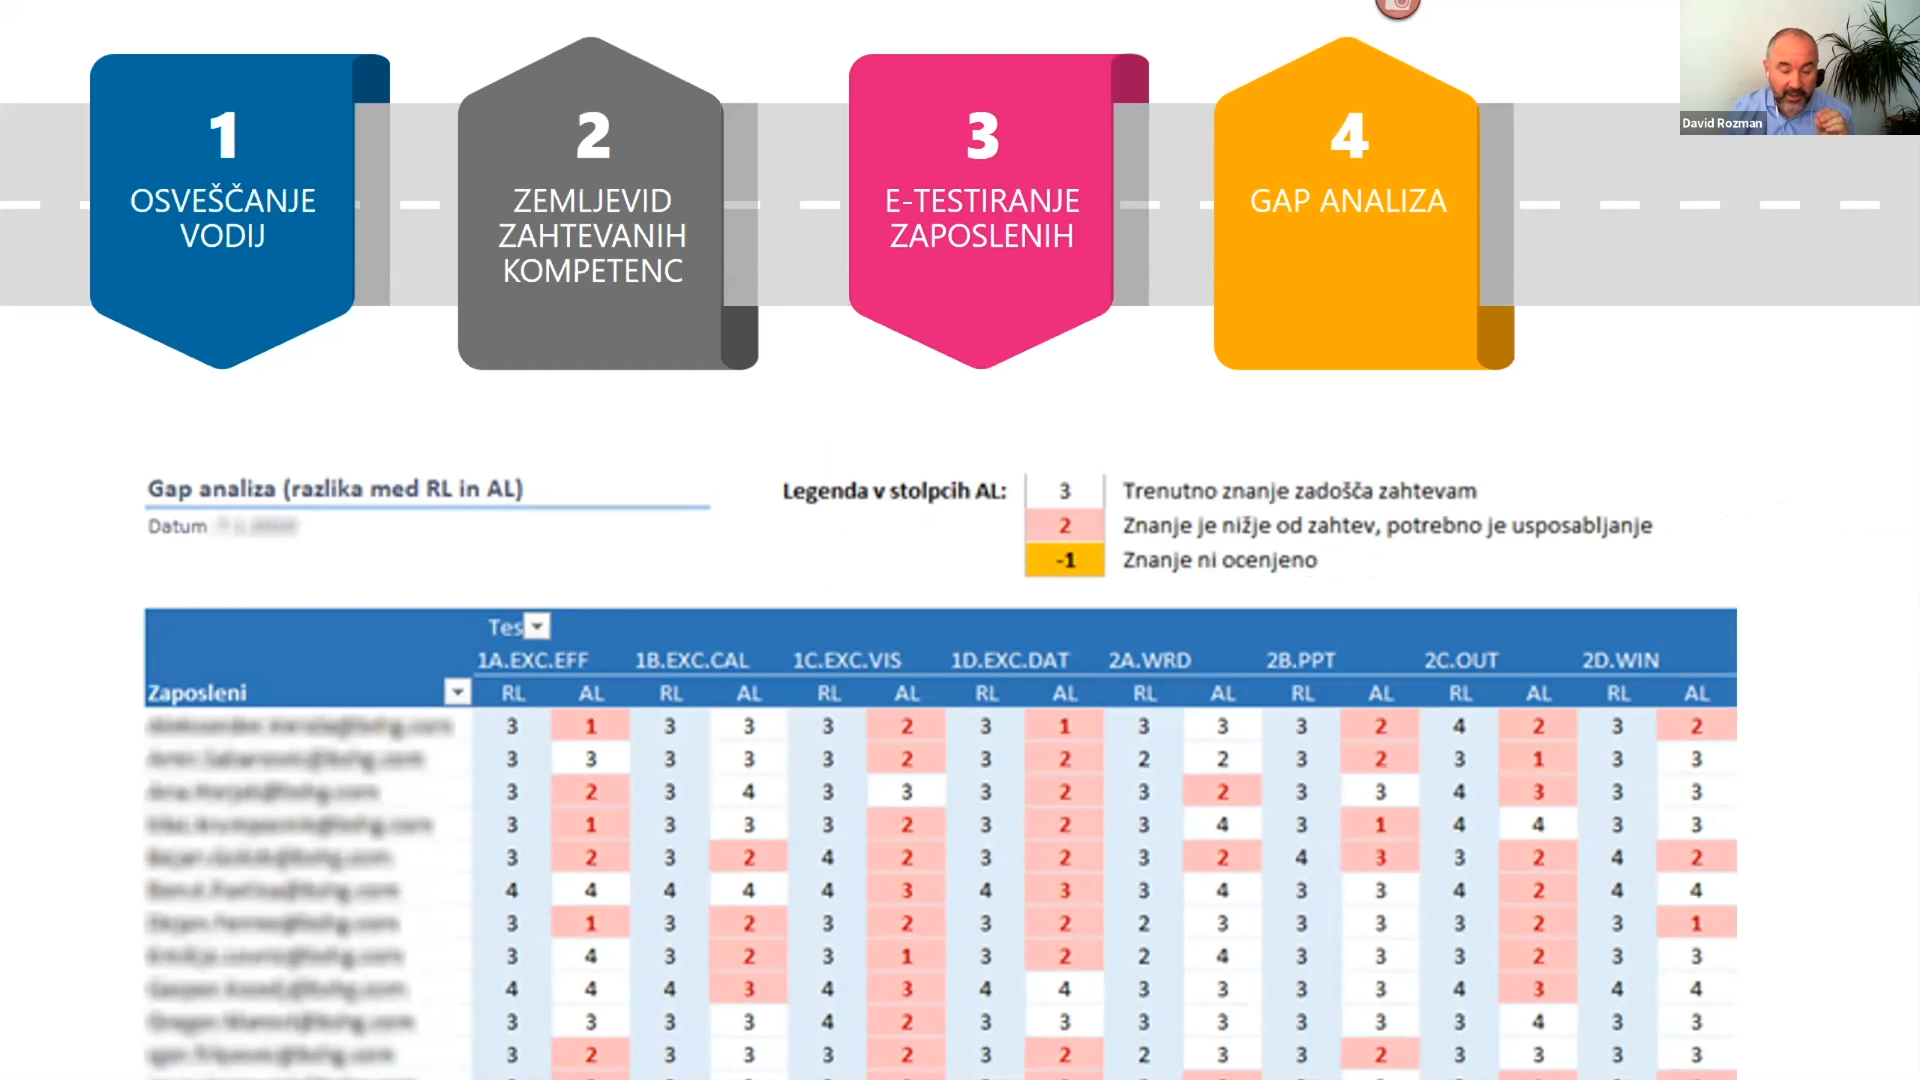 1
OSVEŠČANJE
VODIJ
2
ZEMLJEVID
ZAHTEVANIH
KOMPETENC
3
E-TESTIRANJE
ZAPOSLENIH
4
GAP ANALIZA
David Rozman
Gap analiza (razlika med RL in AL)
Datum
Legenda v stolpcih AL:
3 Trenutno znanje zadošča zahtevam
2 Znanje je nižje od zahtev, potrebno je usposabljanje
-1 Znanje ni ocenjeno
Tes
1A.EXC.EFF 1B.EXC.CAL 1C.EXC.VIS 1D.EXC.DAT 2A.WRD 2B.PPT 2C.OUT 2D.WIN
Zaposleni RL AL RL AL RL AL RL AL RL AL RL AL RL AL RL AL
3 1 3 3 3 2 3 1 3 3 3 2 4 2 3 2
3 3 3 3 3 2 3 2 2 2 3 2 3 1 3 3
3 2 3 4 3 3 3 2 3 2 3 3 4 3 3 3
3 1 3 3 3 2 3 2 3 4 3 1 4 4 3 3
3 2 3 2 4 2 3 2 3 2 4 3 3 2 4 2
4 4 4 4 4 3 4 3 3 4 3 3 4 2 4 4
3 1 3 2 3 2 3 2 2 3 3 3 3 2 3 1
3 4 3 2 3 1 3 2 2 4 3 3 3 2 3 3
4 4 4 3 4 3 4 4 3 3 3 3 4 3 4 4
3 3 3 3 4 2 3 3 3 3 3 3 3 4 3 3
3 2 3 3 3 2 3 2 2 3 3 2 3 3 3 3